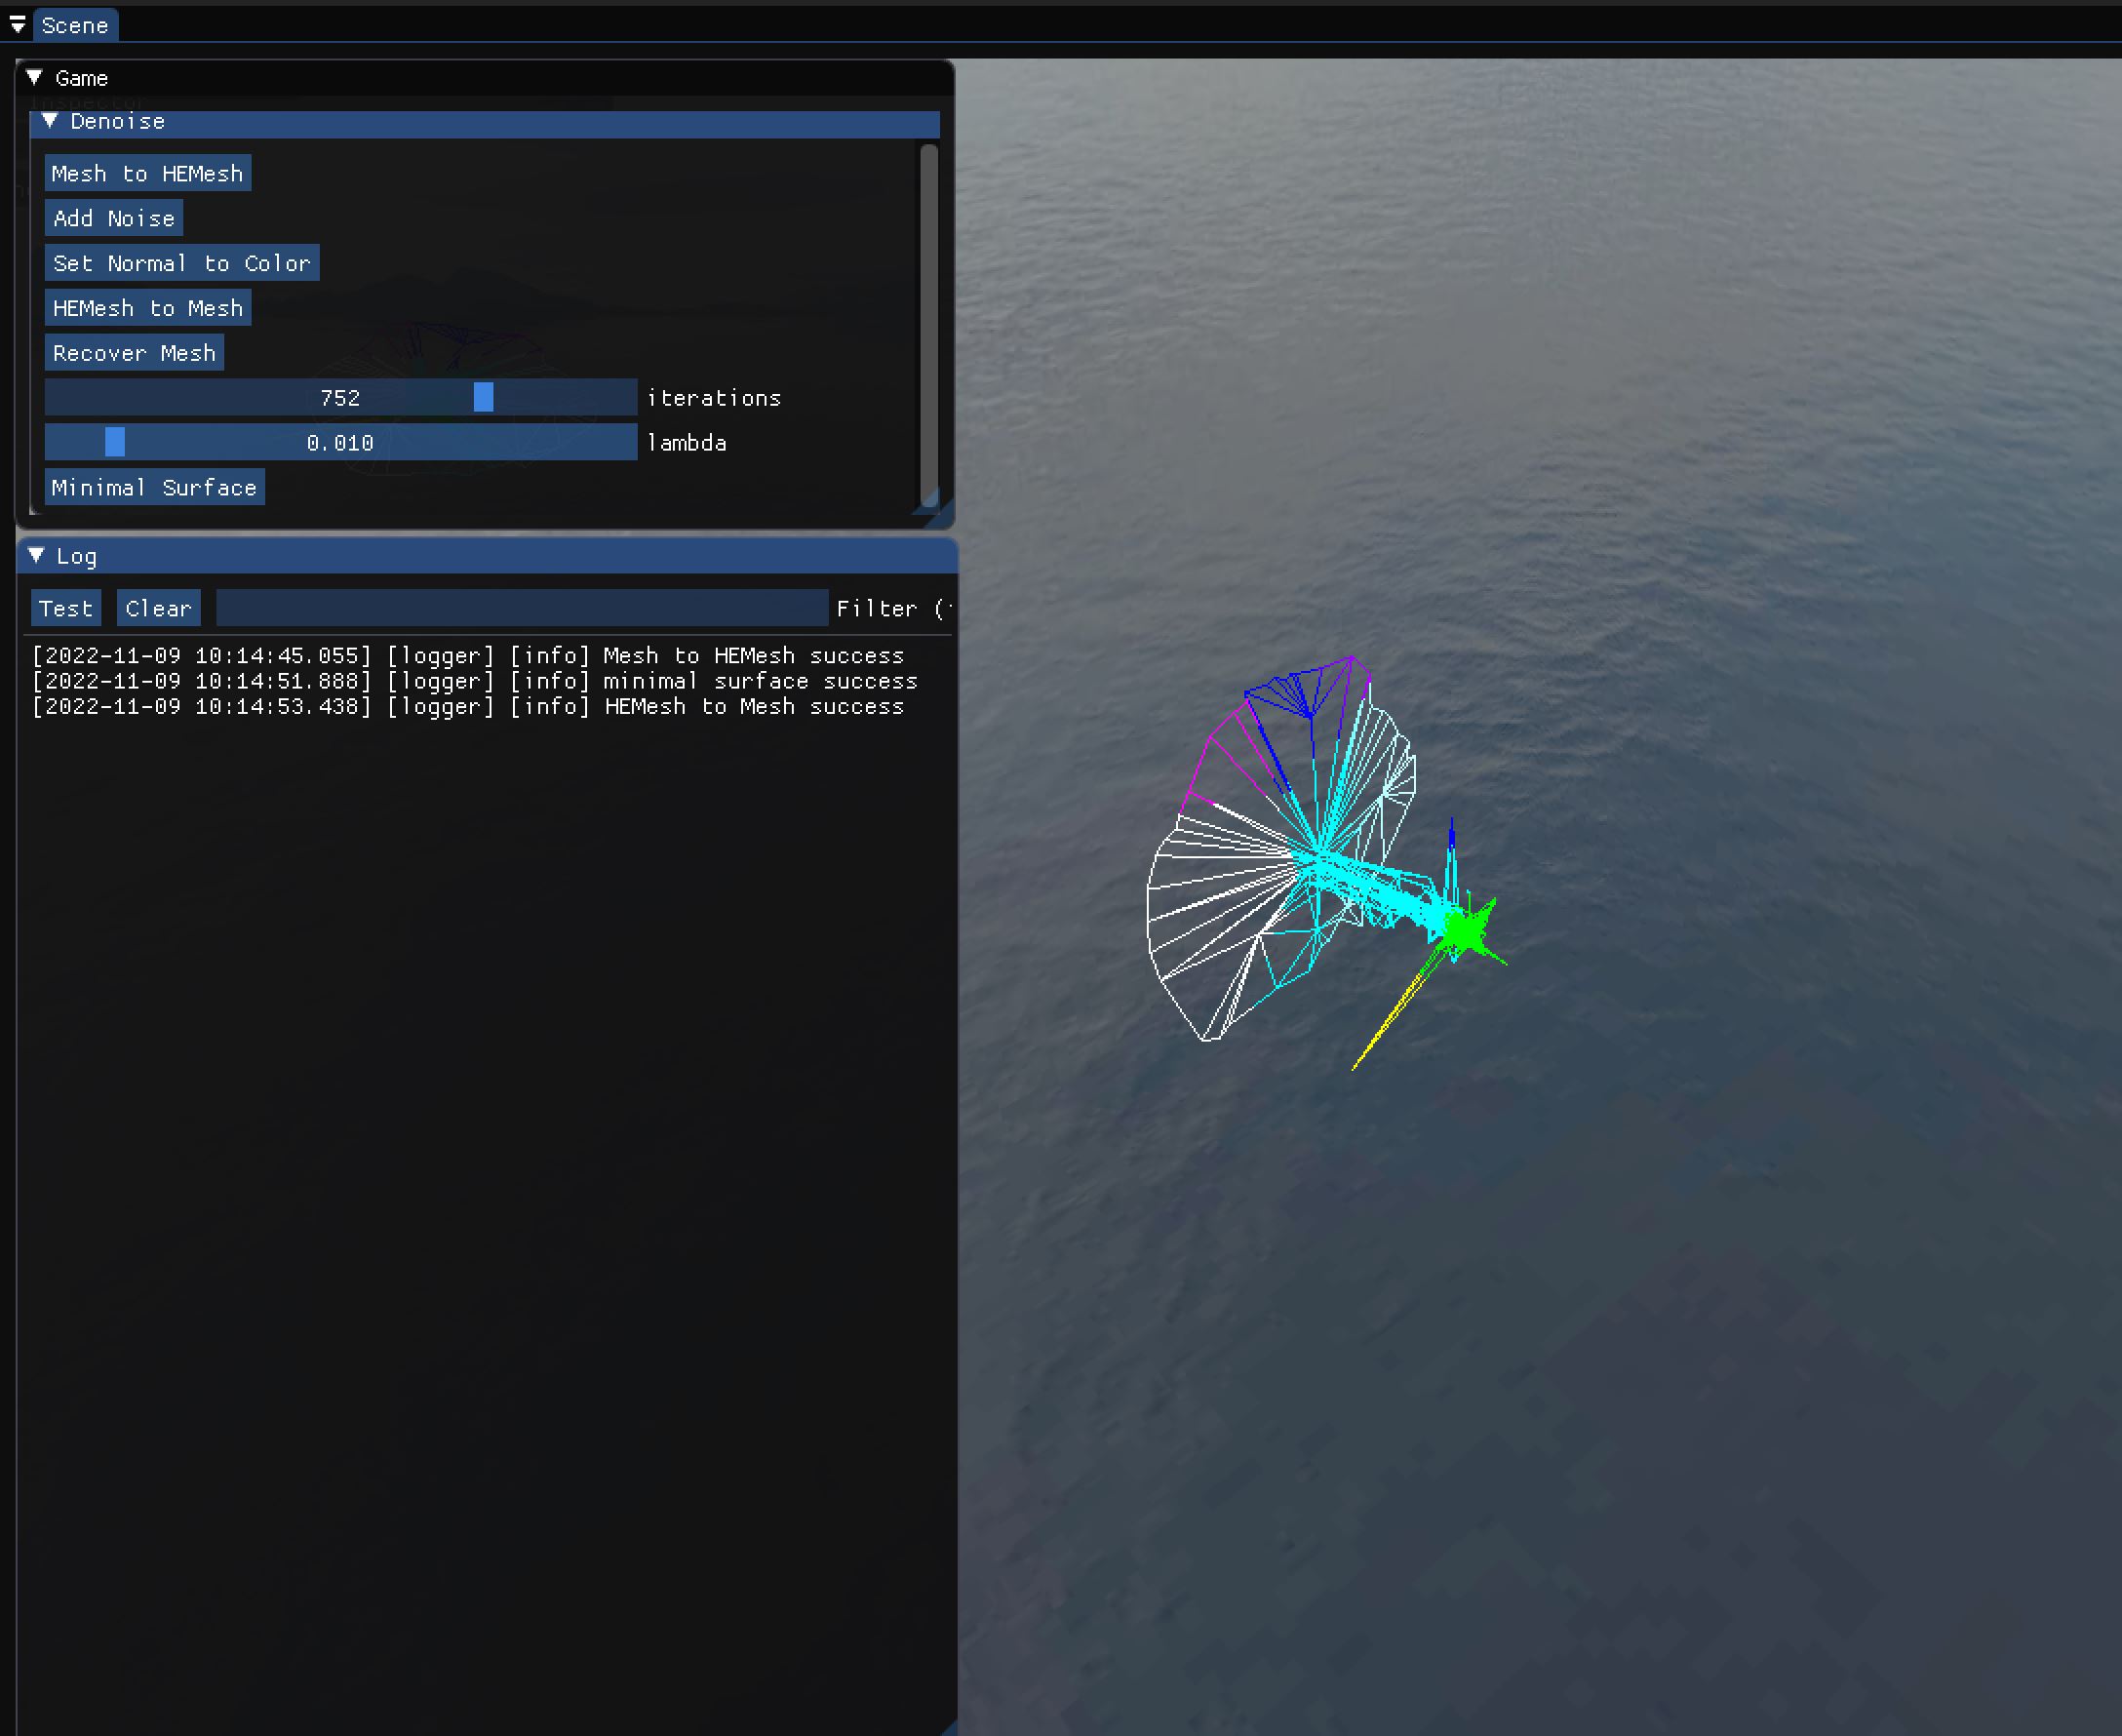 Scene
Game
Inspector
Denoise
Mesh to HEMesh
Add Noise
Set Normal to Color
HEMesh to Mesh
Recover Mesh
752 iterations
0.010 lambda
Minimal Surface
Log
Test Clear Filter (
[2022-11-09 10:14:45.055] [logger] [info] Mesh to HEMesh success
[2022-11-09 10:14:51.888] [logger] [info] minimal surface success
[2022-11-09 10:14:53.438] [logger] [info] HEMesh to Mesh success